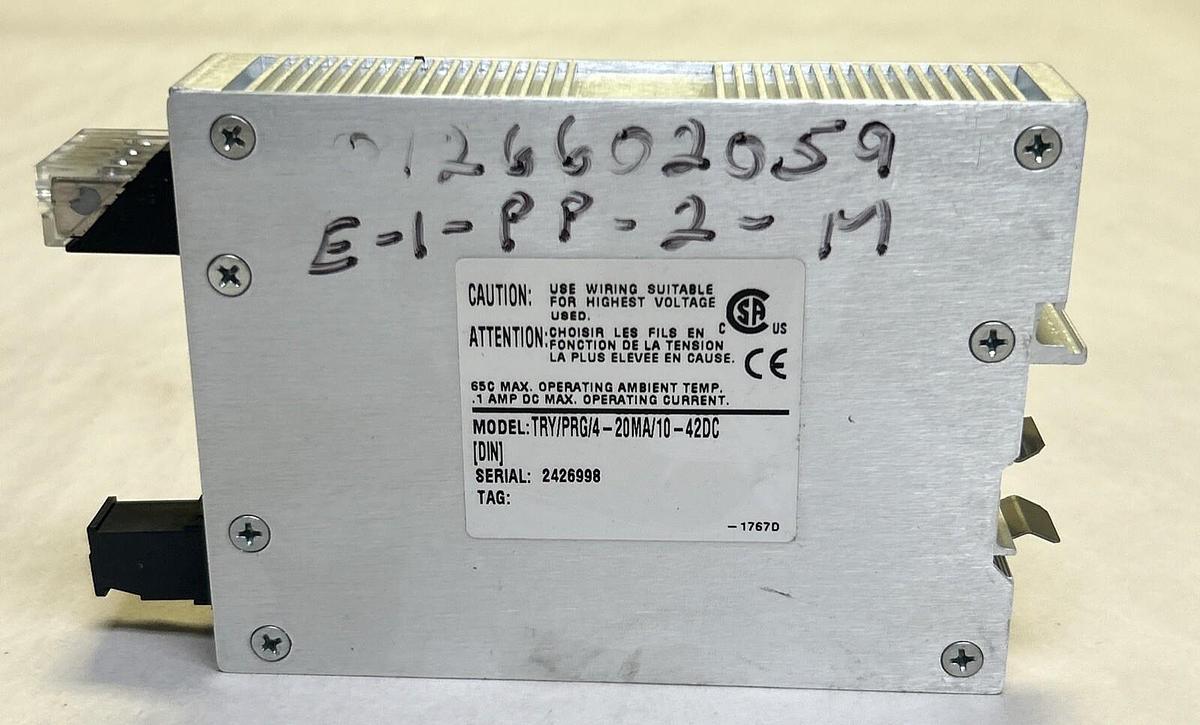 126602059
E-1-PP-2-M
CAUTION: USE WIRING SUITABLE
FOR HIGHEST VOLTAGE
USED.
ATTENTION: CHOISIR LES FILS EN
FONCTION DE LA TENSION
LA PLUS ELEVEE EN CAUSE.
C SA US
CE
65C MAX. OPERATING AMBIENT TEMP.
.1 AMP DC MAX. OPERATING CURRENT.
MODEL: TRY/PRG/4-20MA/10-42DC
[DIN]
SERIAL: 2426998
TAG:
-1767D